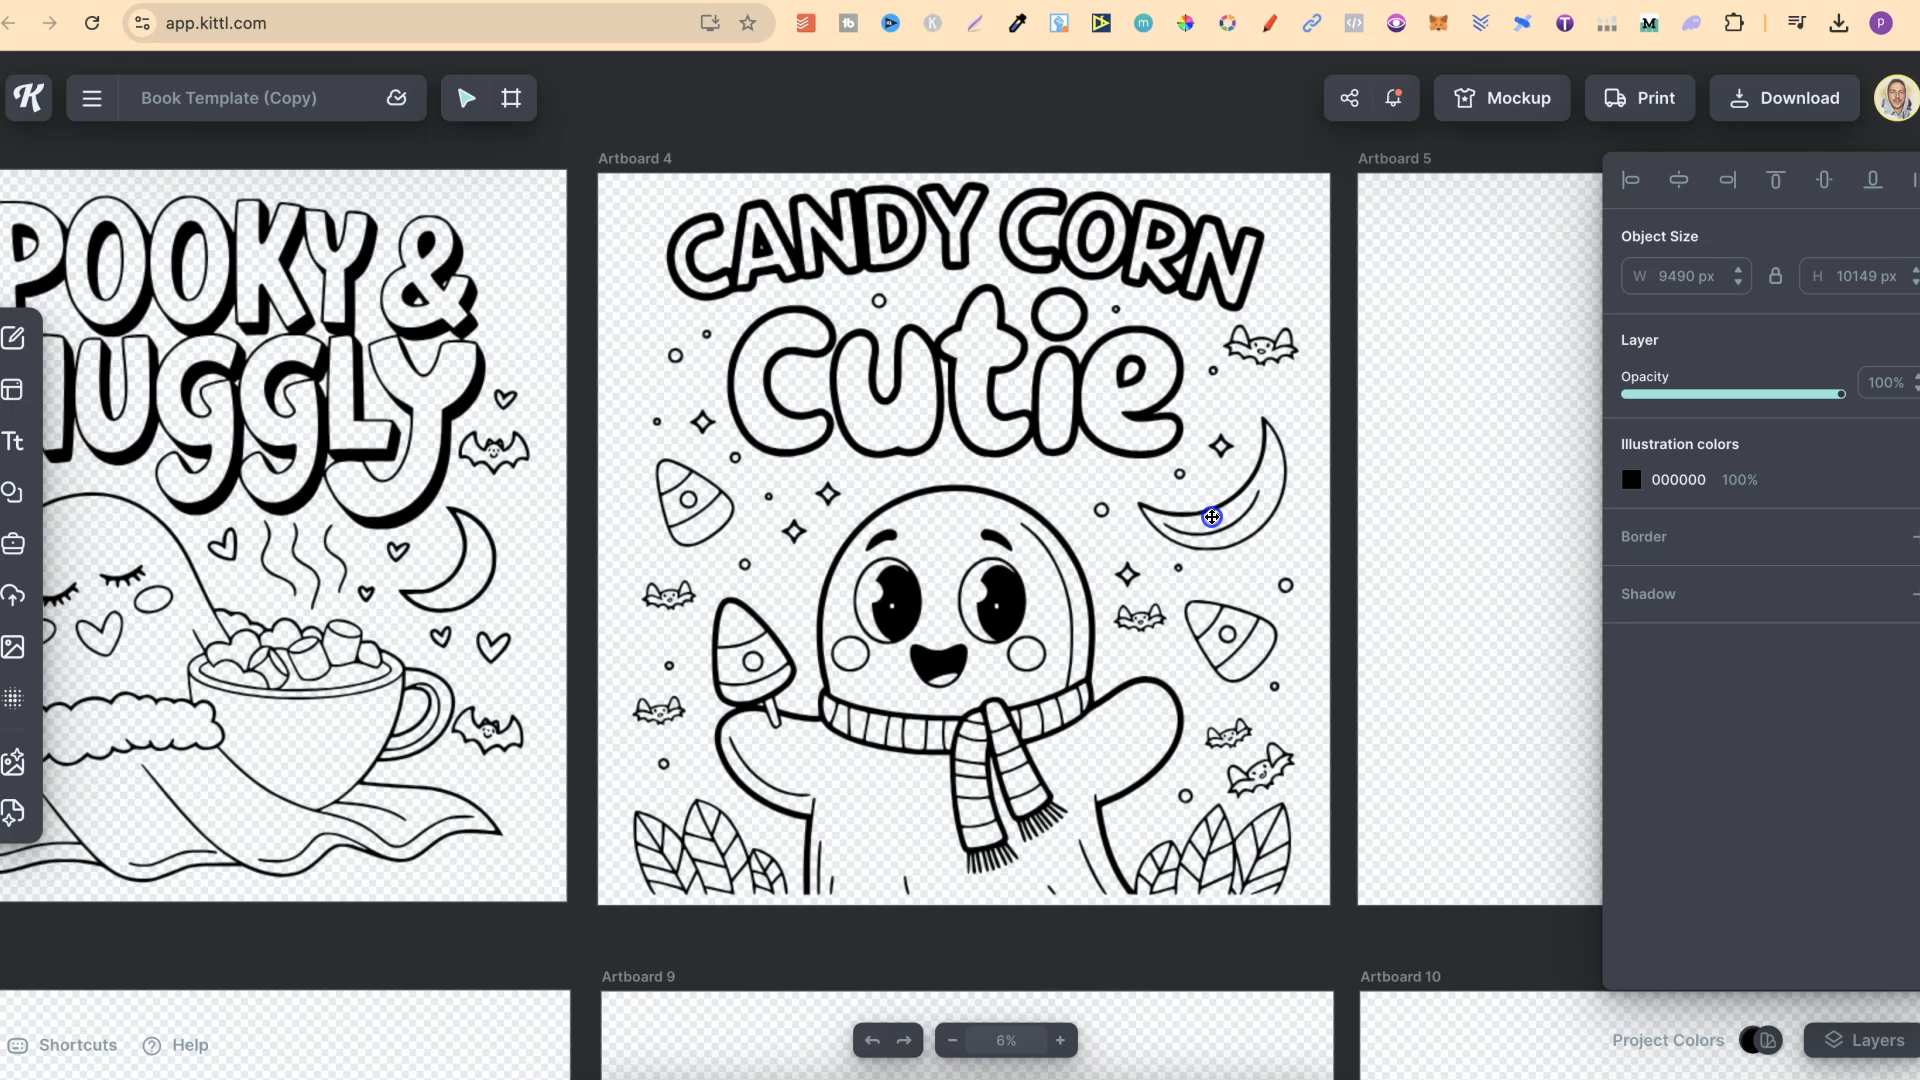 app.kittl.com
Book Template (Copy)
Mockup
Print
Download
Artboard 4
Artboard 5
POOKY &
NUGGLY
CANDY CORN
Cutie
Object Size
W 9490 px
H 10149 px
Layer
Opacity
100%
Illustration colors
000000 100%
Border
Shadow
Artboard 9
Artboard 10
Shortcuts
Help
6%
Project Colors
Layers